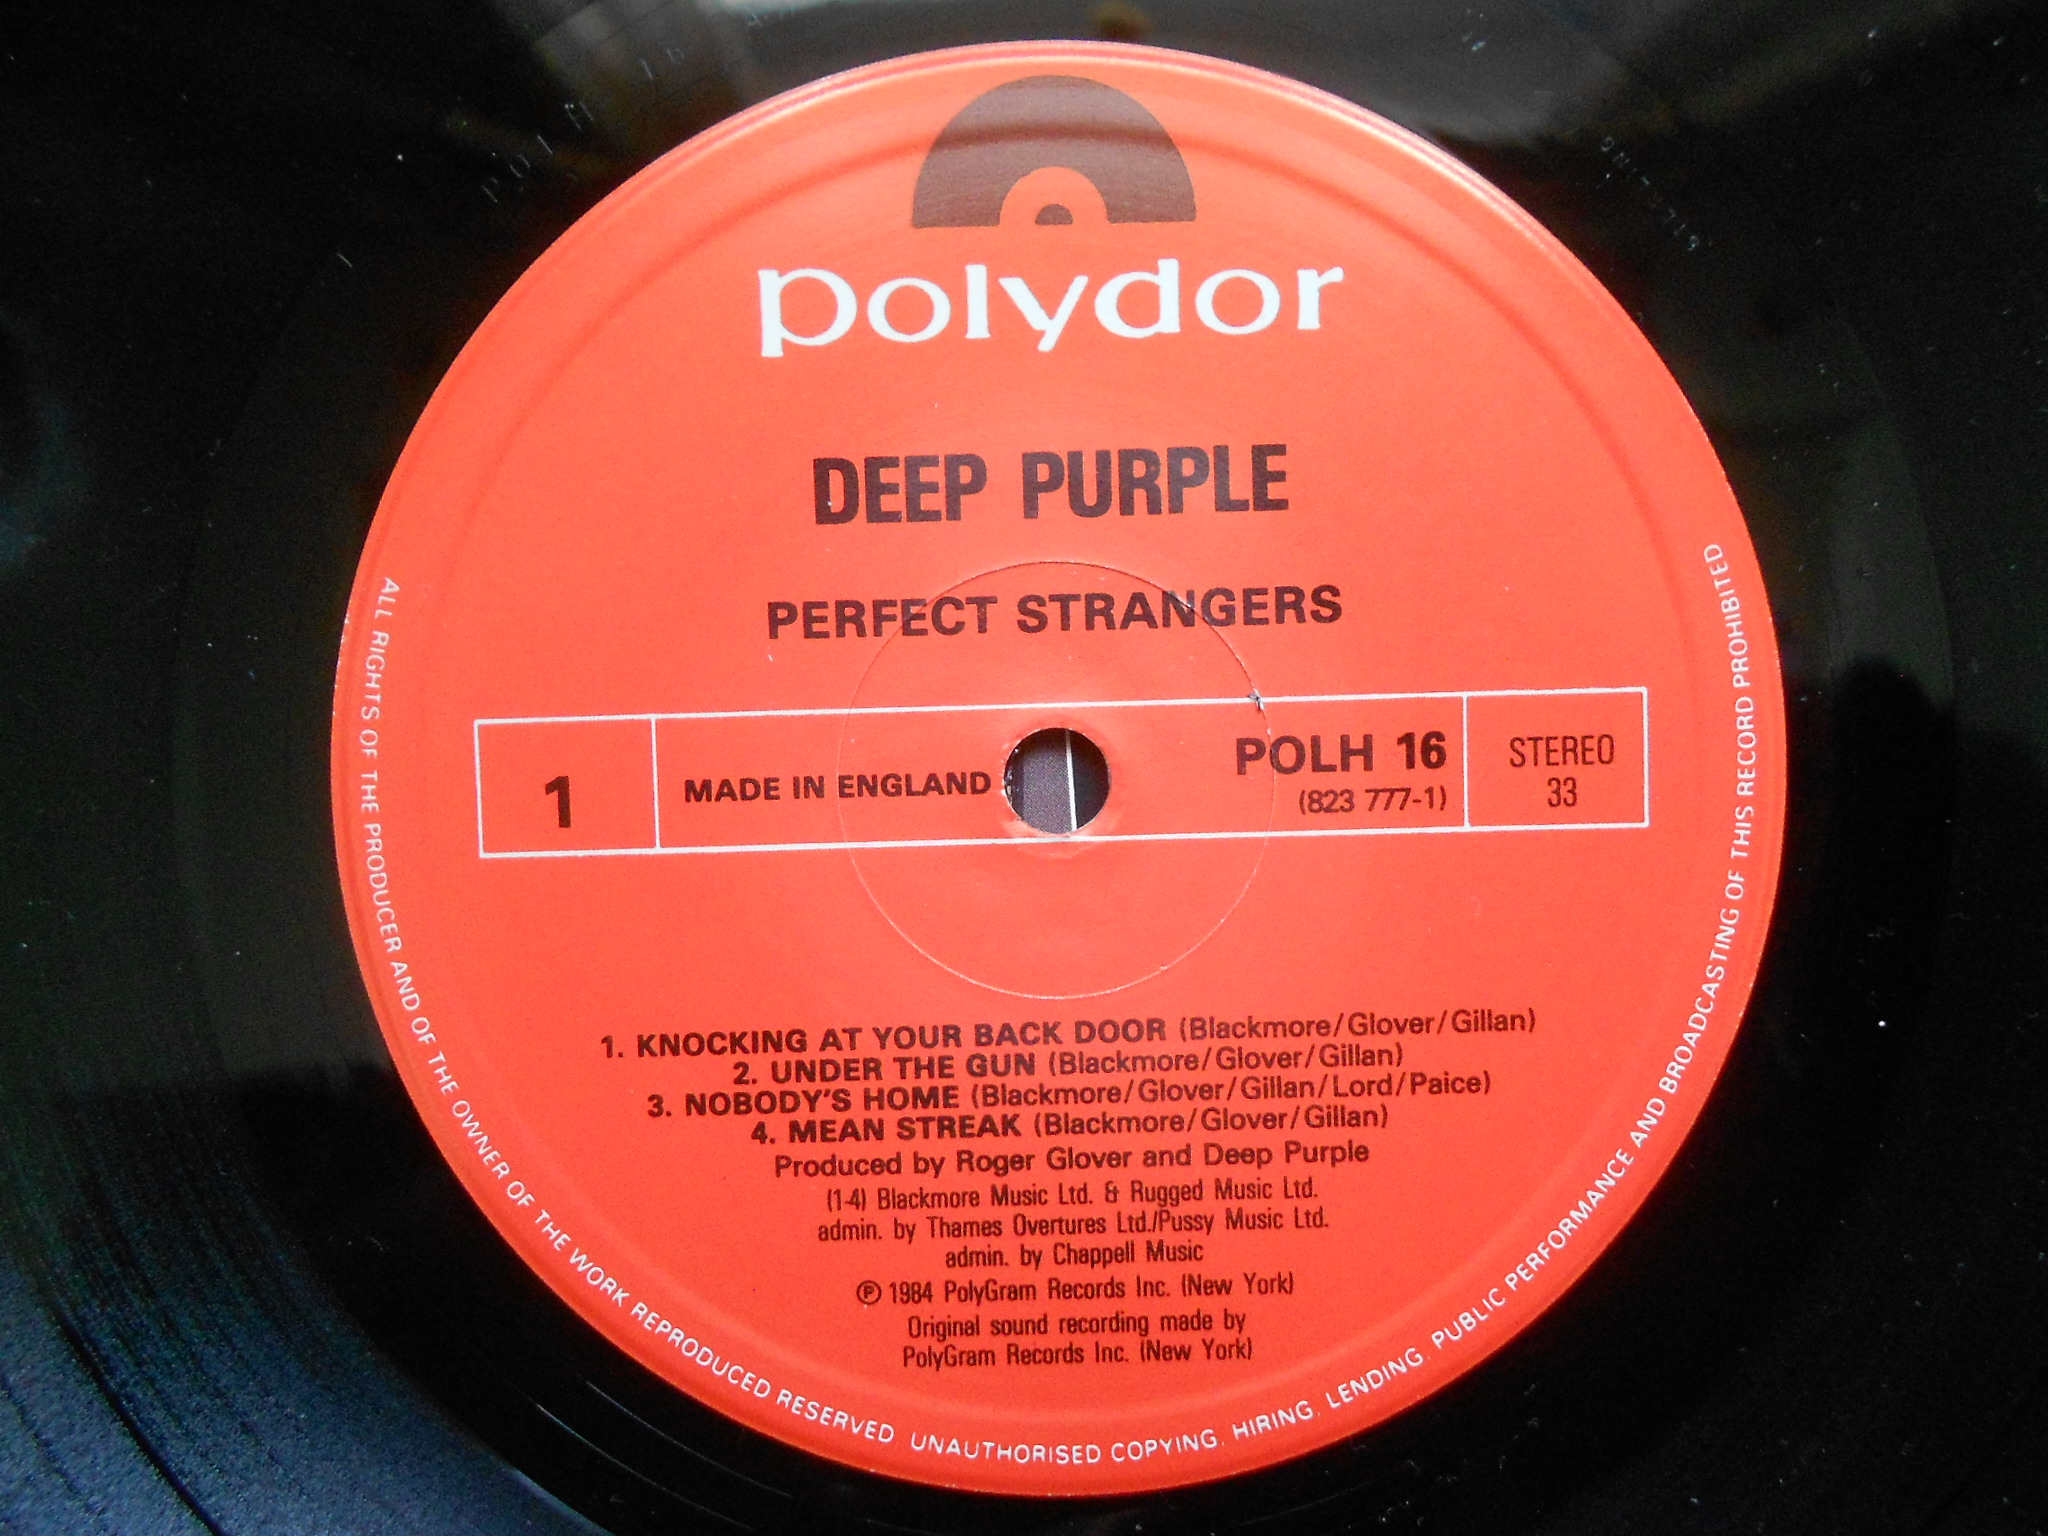 polydor
DEEP PURPLE
PERFECT STRANGERS
1
MADE IN ENGLAND
POLH 16
(823 777-1)
STEREO
33
1. KNOCKING AT YOUR BACK DOOR (Blackmore/Glover/Gillan)
2. UNDER THE GUN (Blackmore/Glover/Gillan)
3. NOBODY'S HOME (Blackmore/Glover/Gillan/Lord/Paice)
4. MEAN STREAK (Blackmore/Glover/Gillan)
Produced by Roger Glover and Deep Purple
(1-4) Blackmore Music Ltd. & Rugged Music Ltd.
admin. by Thames Overtures Ltd./Pussy Music Ltd.
admin. by Chappell Music
℗ 1984 PolyGram Records Inc. (New York)
Original sound recording made by
PolyGram Records Inc. (New York)
ALL RIGHTS OF THE PRODUCER AND OF THE OWNER OF THE WORK REPRODUCED RESERVED. UNAUTHORISED COPYING, HIRING, LENDING, PUBLIC PERFORMANCE AND BROADCASTING OF THIS RECORD PROHIBITED